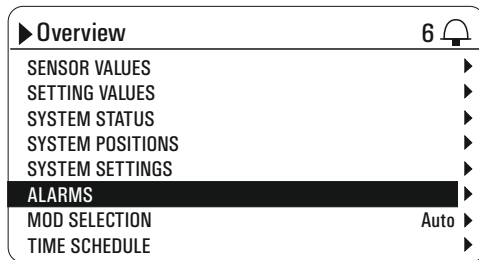 Overview 6
SENSOR VALUES
SETTING VALUES
SYSTEM STATUS
SYSTEM POSITIONS
SYSTEM SETTINGS
ALARMS
MOD SELECTION Auto
TIME SCHEDULE